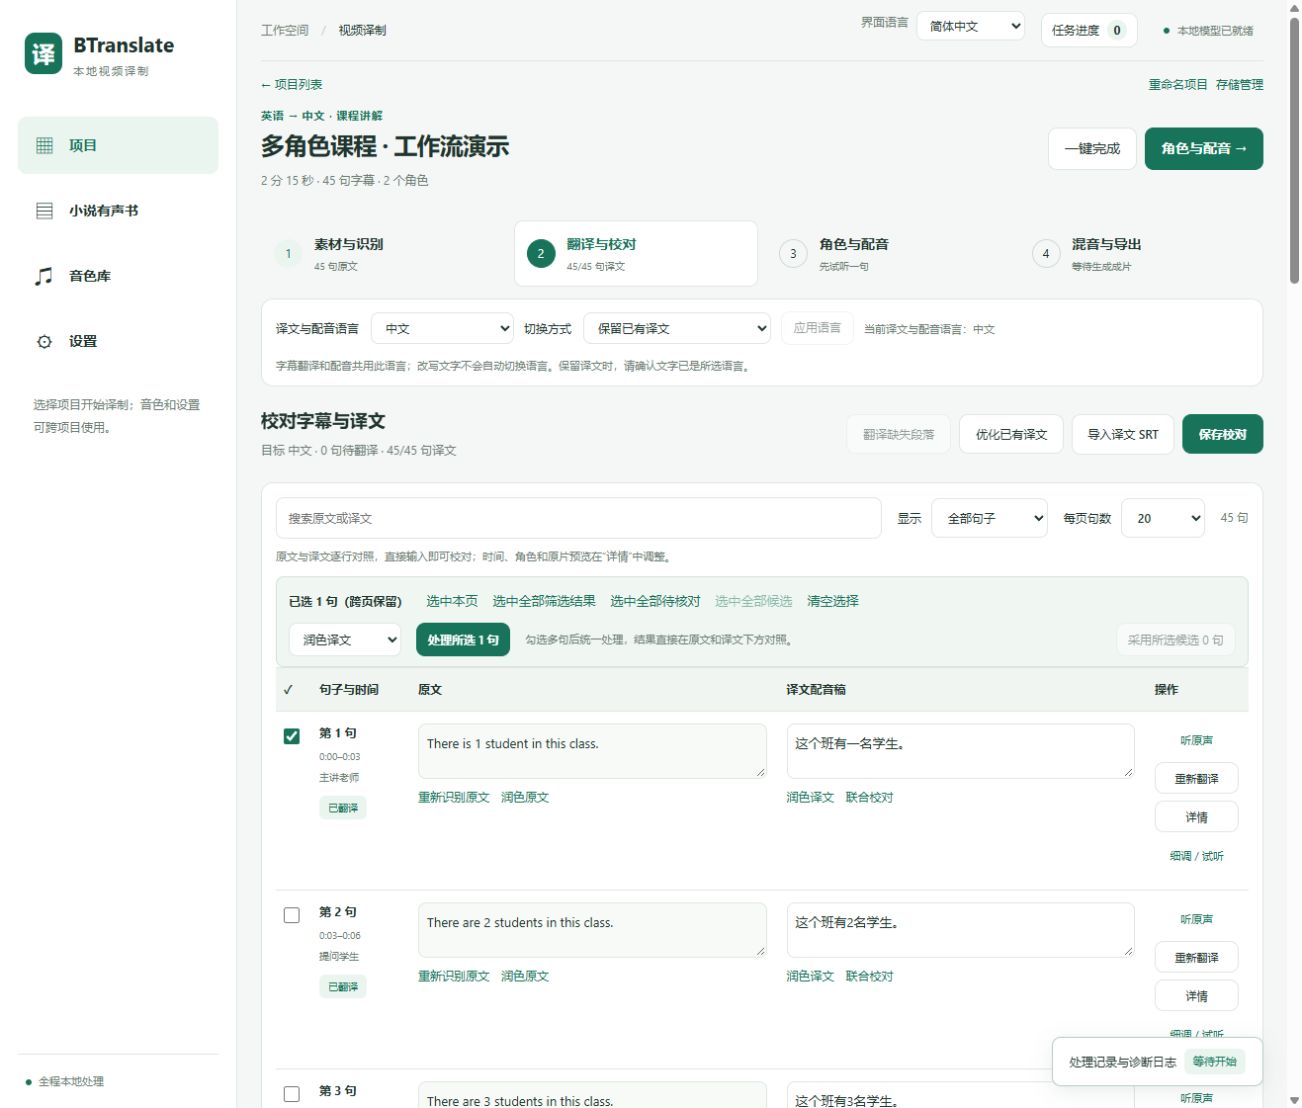 译
BTranslate
本地视频译制
项目
小说有声书
音色库
设置
选择项目开始译制；音色和设置
可跨项目使用。
全程本地处理
工作空间 / 视频译制
界面语言 简体中文 任务进度 0 本地模型已就绪
← 项目列表
重命名项目 存储管理
英语 → 中文 · 课程讲解
多角色课程 · 工作流演示
2 分 15 秒 · 45 句字幕 · 2 个角色
一键完成 角色与配音 →
1 素材与识别
45 句原文
2 翻译与校对
45/45 句译文
3 角色与配音
先试听一句
4 混音与导出
等待生成成片
译文与配音语言 中文 切换方式 保留已有译文 应用语言 当前译文与配音语言：中文
字幕翻译和配音共用此语言；改写文字不会自动切换语言。保留译文时，请确认文字已是所选语言。
校对字幕与译文
目标 中文 · 0 句待翻译 · 45/45 句译文
翻译缺失段落 优化已有译文 导入译文 SRT 保存校对
搜索原文或译文 显示 全部句子 每页句数 20 45 句
原文与译文逐行对照，直接输入即可校对；时间、角色和原片预览在“详情”中调整。
已选 1 句（跨页保留） 选中本页 选中全部筛选结果 选中全部待核对 选中全部候选 清空选择
润色译文 处理所选 1 句 勾选多句后统一处理，结果直接在原文和译文下方对照。 采用所选候选 0 句
✓ 句子与时间 原文 译文配音稿 操作
第 1 句
0:00–0:03
主讲老师
已翻译
There is 1 student in this class.
重新识别原文 润色原文
这个班有一名学生。
润色译文 联合校对
听原声
重新翻译
详情
细调 / 试听
第 2 句
0:03–0:06
提问学生
已翻译
There are 2 students in this class.
重新识别原文 润色原文
这个班有2名学生。
润色译文 联合校对
听原声
重新翻译
详情
细调 / 试听
第 3 句
There are 3 students in this class.
这个班有3名学生。
听原声
处理记录与诊断日志 等待开始